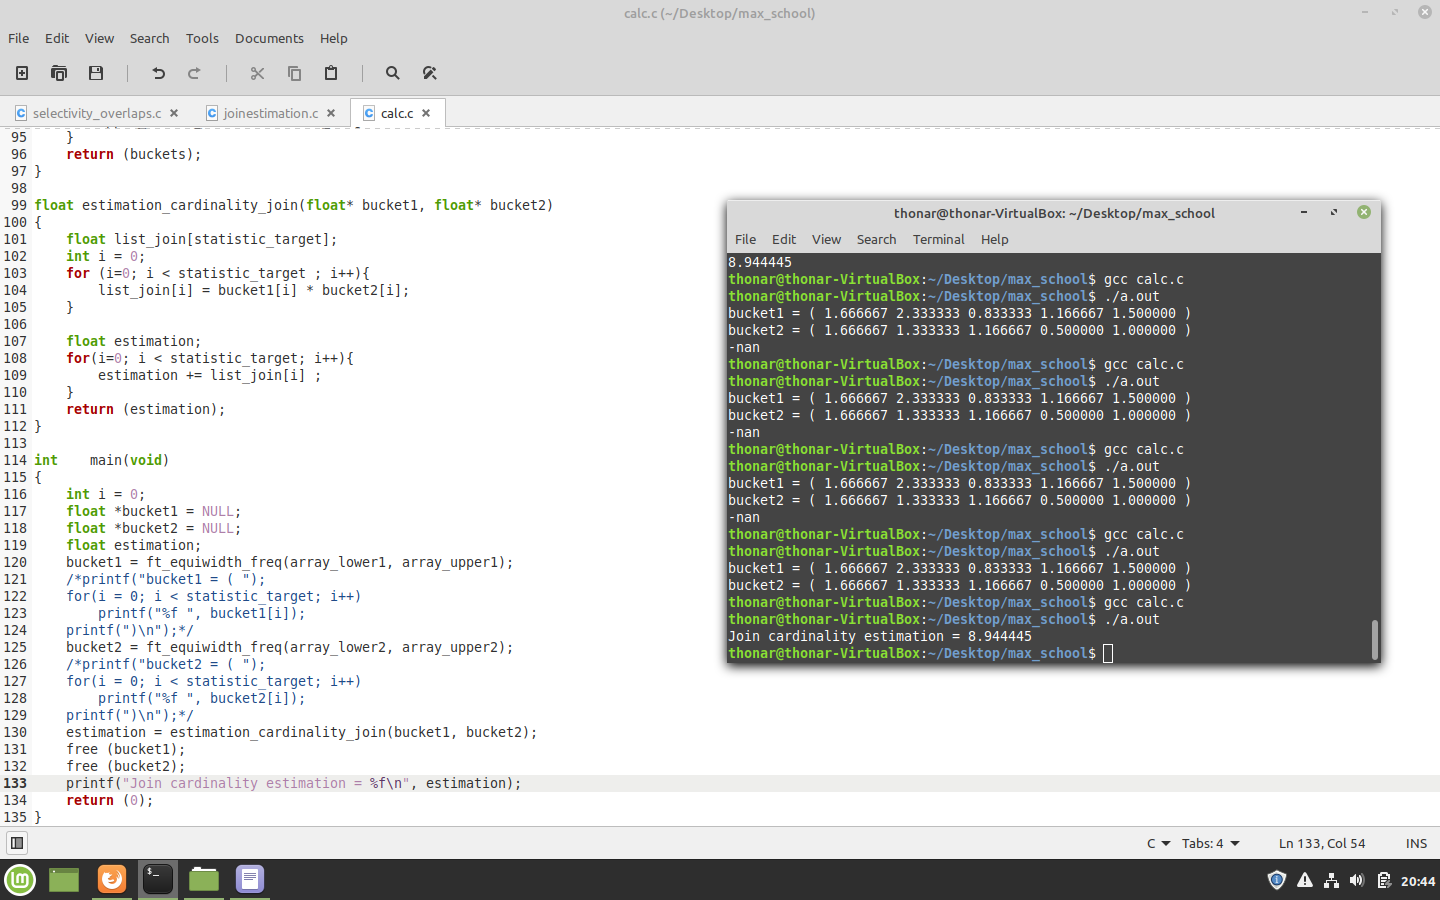 calc.c (~/Desktop/max_school)
File Edit View Search Tools Documents Help
selectivity_overlaps.c joinestimation.c calc.c
95     }
96     return (buckets);
97 }
98
99 float estimation_cardinality_join(float* bucket1, float* bucket2)
100 {
101     float list_join[statistic_target];
102     int i = 0;
103     for (i=0; i < statistic_target ; i++){
104         list_join[i] = bucket1[i] * bucket2[i];
105     }
106
107     float estimation;
108     for(i=0; i < statistic_target; i++){
109         estimation += list_join[i] ;
110     }
111     return (estimation);
112 }
113
114 int    main(void)
115 {
116     int i = 0;
117     float *bucket1 = NULL;
118     float *bucket2 = NULL;
119     float estimation;
120     bucket1 = ft_equiwidth_freq(array_lower1, array_upper1);
121     /*printf("bucket1 = ( ");
122     for(i = 0; i < statistic_target; i++)
123         printf("%f ", bucket1[i]);
124     printf(")\n");*/
125     bucket2 = ft_equiwidth_freq(array_lower2, array_upper2);
126     /*printf("bucket2 = ( ");
127     for(i = 0; i < statistic_target; i++)
128         printf("%f ", bucket2[i]);
129     printf(")\n");*/
130     estimation = estimation_cardinality_join(bucket1, bucket2);
131     free (bucket1);
132     free (bucket2);
133     printf("Join cardinality estimation = %f\n", estimation);
134     return (0);
135 }
thonar@thonar-VirtualBox: ~/Desktop/max_school
File Edit View Search Terminal Help
8.944445
thonar@thonar-VirtualBox:~/Desktop/max_school$ gcc calc.c
thonar@thonar-VirtualBox:~/Desktop/max_school$ ./a.out
bucket1 = ( 1.666667 2.333333 0.833333 1.166667 1.500000 )
bucket2 = ( 1.666667 1.333333 1.166667 0.500000 1.000000 )
-nan
thonar@thonar-VirtualBox:~/Desktop/max_school$ gcc calc.c
thonar@thonar-VirtualBox:~/Desktop/max_school$ ./a.out
bucket1 = ( 1.666667 2.333333 0.833333 1.166667 1.500000 )
bucket2 = ( 1.666667 1.333333 1.166667 0.500000 1.000000 )
-nan
thonar@thonar-VirtualBox:~/Desktop/max_school$ gcc calc.c
thonar@thonar-VirtualBox:~/Desktop/max_school$ ./a.out
bucket1 = ( 1.666667 2.333333 0.833333 1.166667 1.500000 )
bucket2 = ( 1.666667 1.333333 1.166667 0.500000 1.000000 )
-nan
thonar@thonar-VirtualBox:~/Desktop/max_school$ gcc calc.c
thonar@thonar-VirtualBox:~/Desktop/max_school$ ./a.out
bucket1 = ( 1.666667 2.333333 0.833333 1.166667 1.500000 )
bucket2 = ( 1.666667 1.333333 1.166667 0.500000 1.000000 )
thonar@thonar-VirtualBox:~/Desktop/max_school$ gcc calc.c
thonar@thonar-VirtualBox:~/Desktop/max_school$ ./a.out
Join cardinality estimation = 8.944445
thonar@thonar-VirtualBox:~/Desktop/max_school$
C Tabs: 4 Ln 133, Col 54 INS
20:44